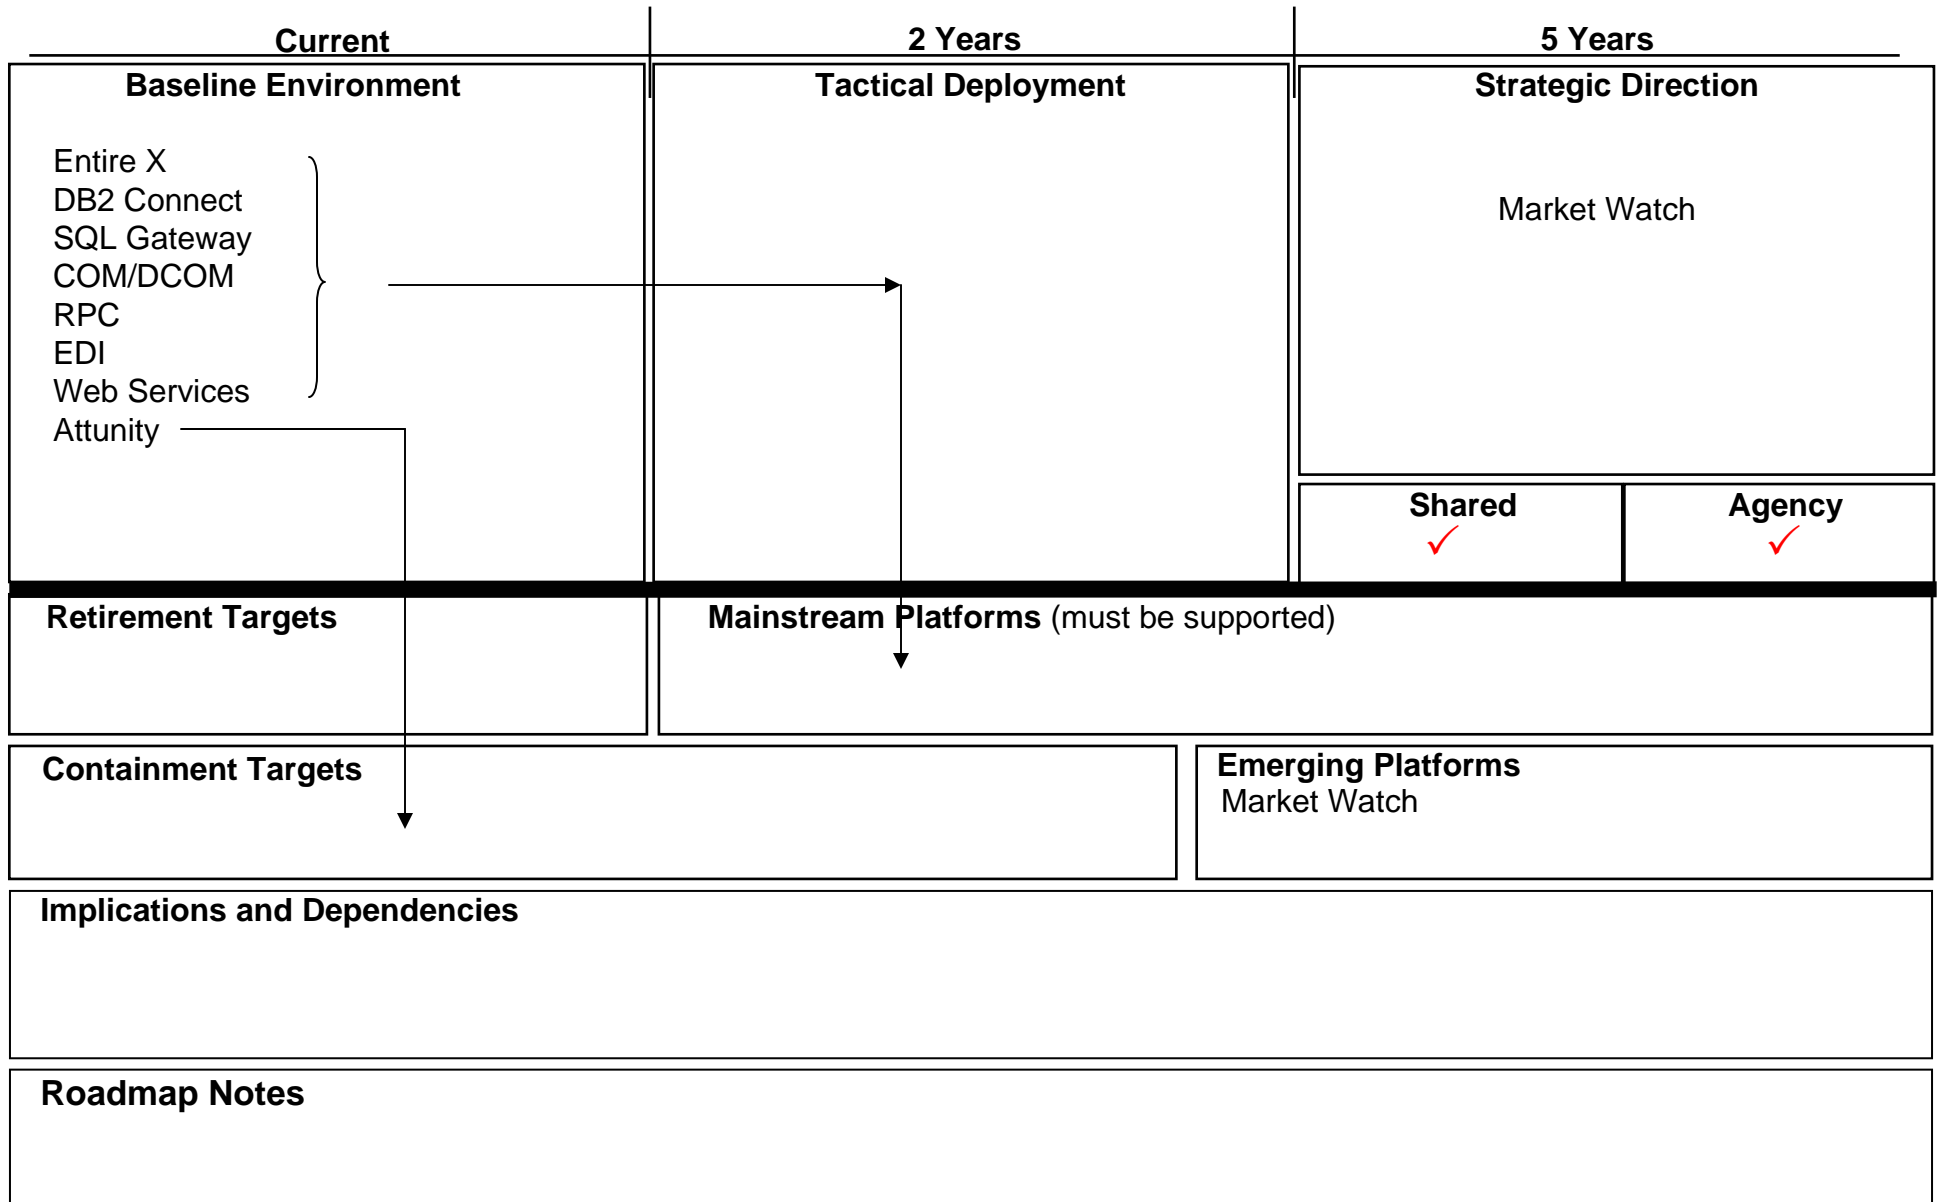 Current
2 Years
5 Years
Baseline Environment
Tactical Deployment
Strategic Direction
Entire X
DB2 Connect
SQL Gateway
COM/DCOM
RPC
EDI
Web Services
Attunity
Market Watch
Shared
Agency
Retirement Targets
Mainstream Platforms (must be supported)
Containment Targets
Emerging Platforms
Market Watch
Implications and Dependencies
Roadmap Notes